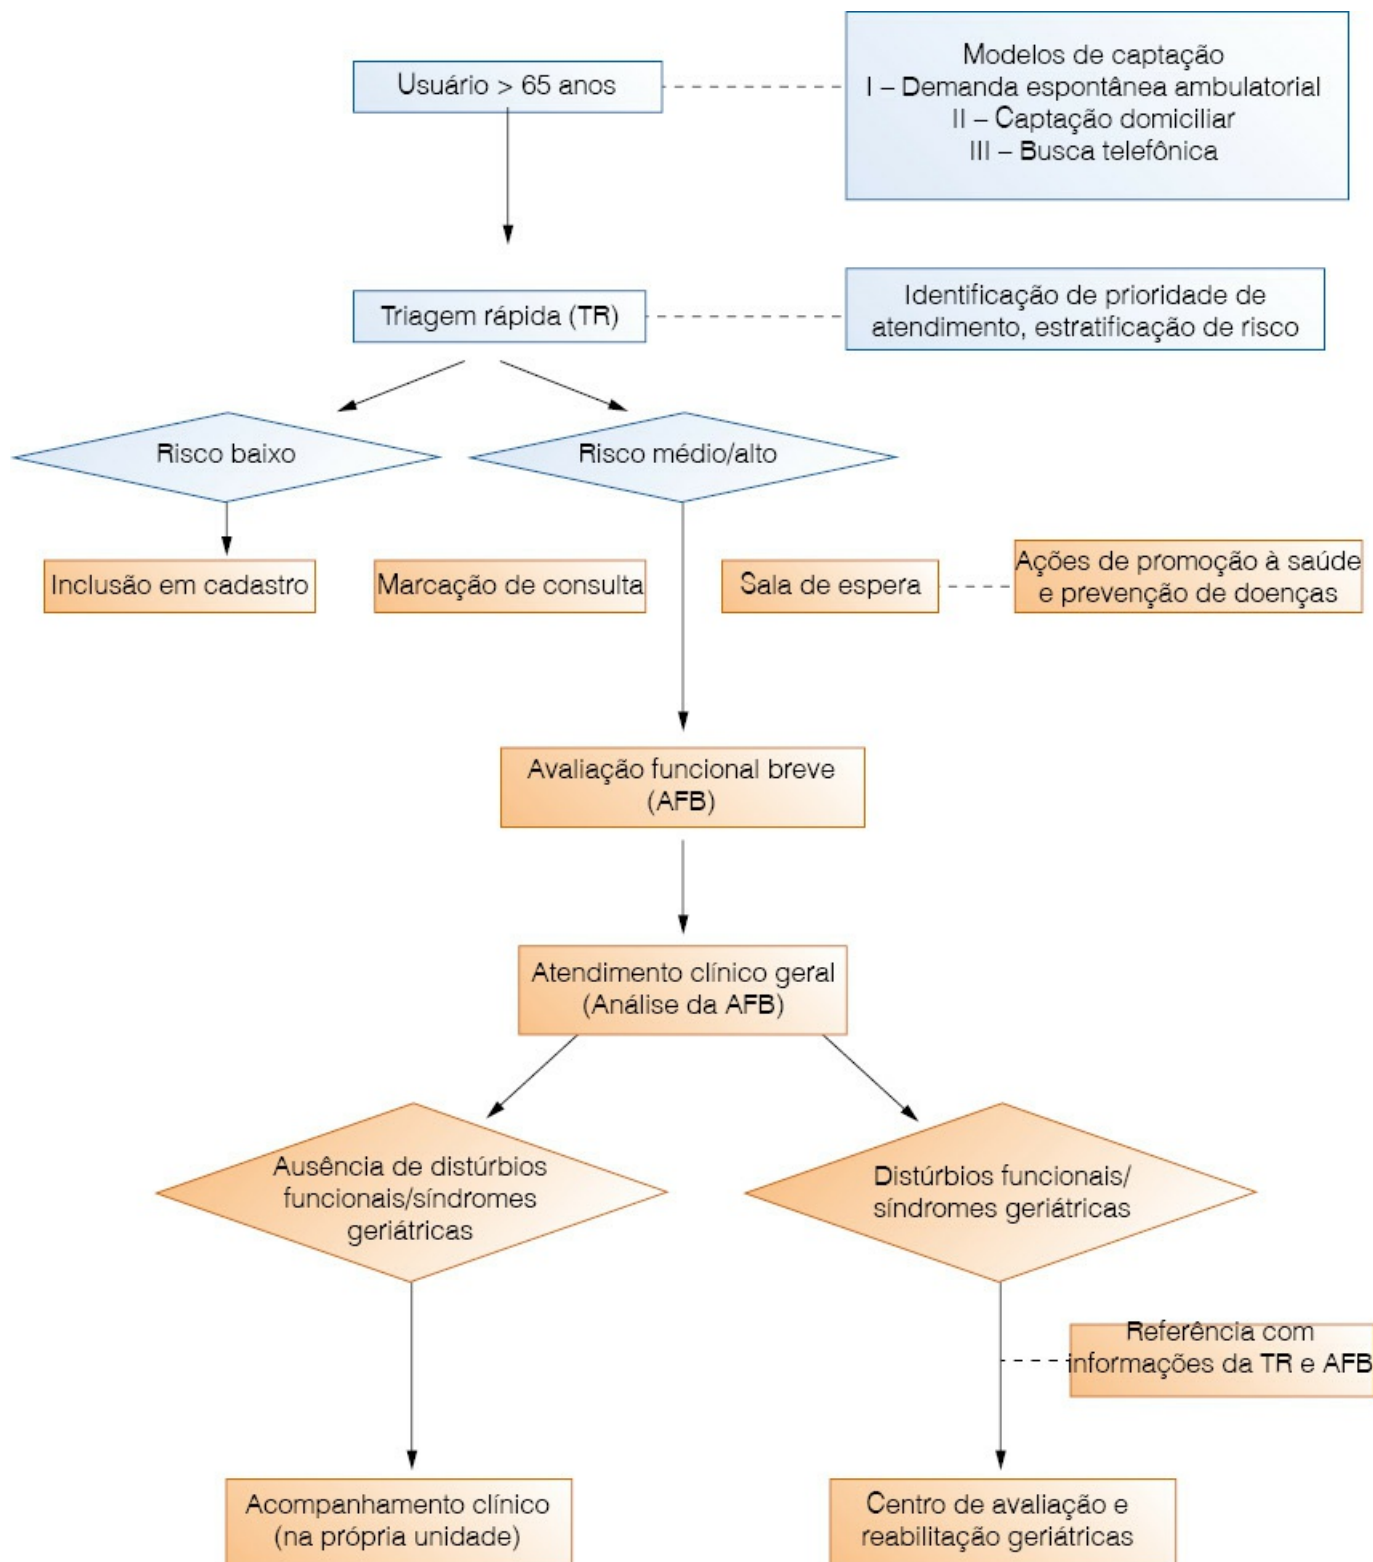 Usuário > 65 anos
Modelos de captação
I – Demanda espontânea ambulatorial
II – Captação domiciliar
III – Busca telefônica
Triagem rápida (TR)
Identificação de prioridade de
atendimento, estratificação de risco
Risco baixo
Risco médio/alto
Inclusão em cadastro
Marcação de consulta
Sala de espera
Ações de promoção à saúde
e prevenção de doenças
Avaliação funcional breve
(AFB)
Atendimento clínico geral
(Análise da AFB)
Ausência de distúrbios
funcionais/síndromes
geriátricas
Distúrbios funcionais/
síndromes geriátricas
Referência com
informações da TR e AFB
Acompanhamento clínico
(na própria unidade)
Centro de avaliação e
reabilitação geriátricas